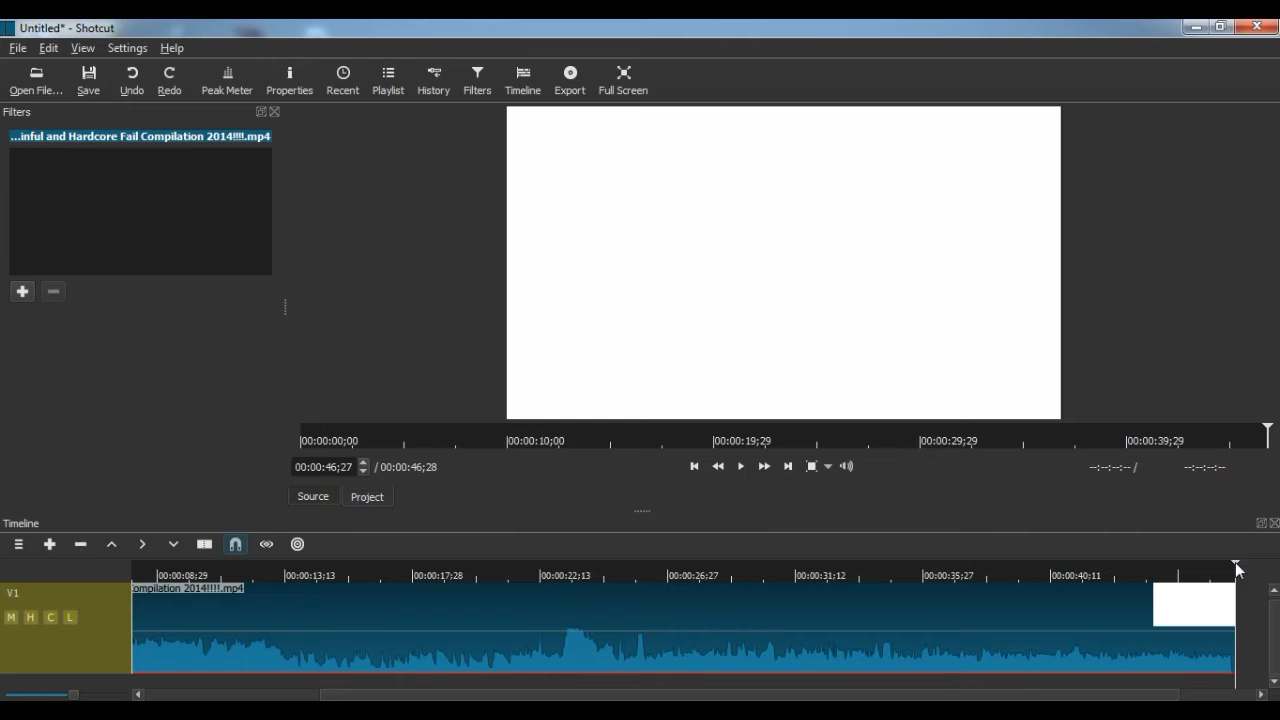 Untitled* - Shotcut
File Edit View Settings Help
Open File... Save Undo Redo Peak Meter Properties Recent Playlist History Filters Timeline Export Full Screen
Filters
...inful and Hardcore Fail Compilation 2014!!!!.mp4
00:00:00;00 00:00:10;00 00:00:19;29 00:00:29;29 00:00:39;29
00:00:46;27 / 00:00:46;28 --:--:--:-- / --:--:--:--
Source Project
Timeline
00:00:08;29 00:00:13;13 00:00:17;28 00:00:22;13 00:00:26;27 00:00:31;12 00:00:35;27 00:00:40;11
ompilation 2014!!!!.mp4
V1
M H C L